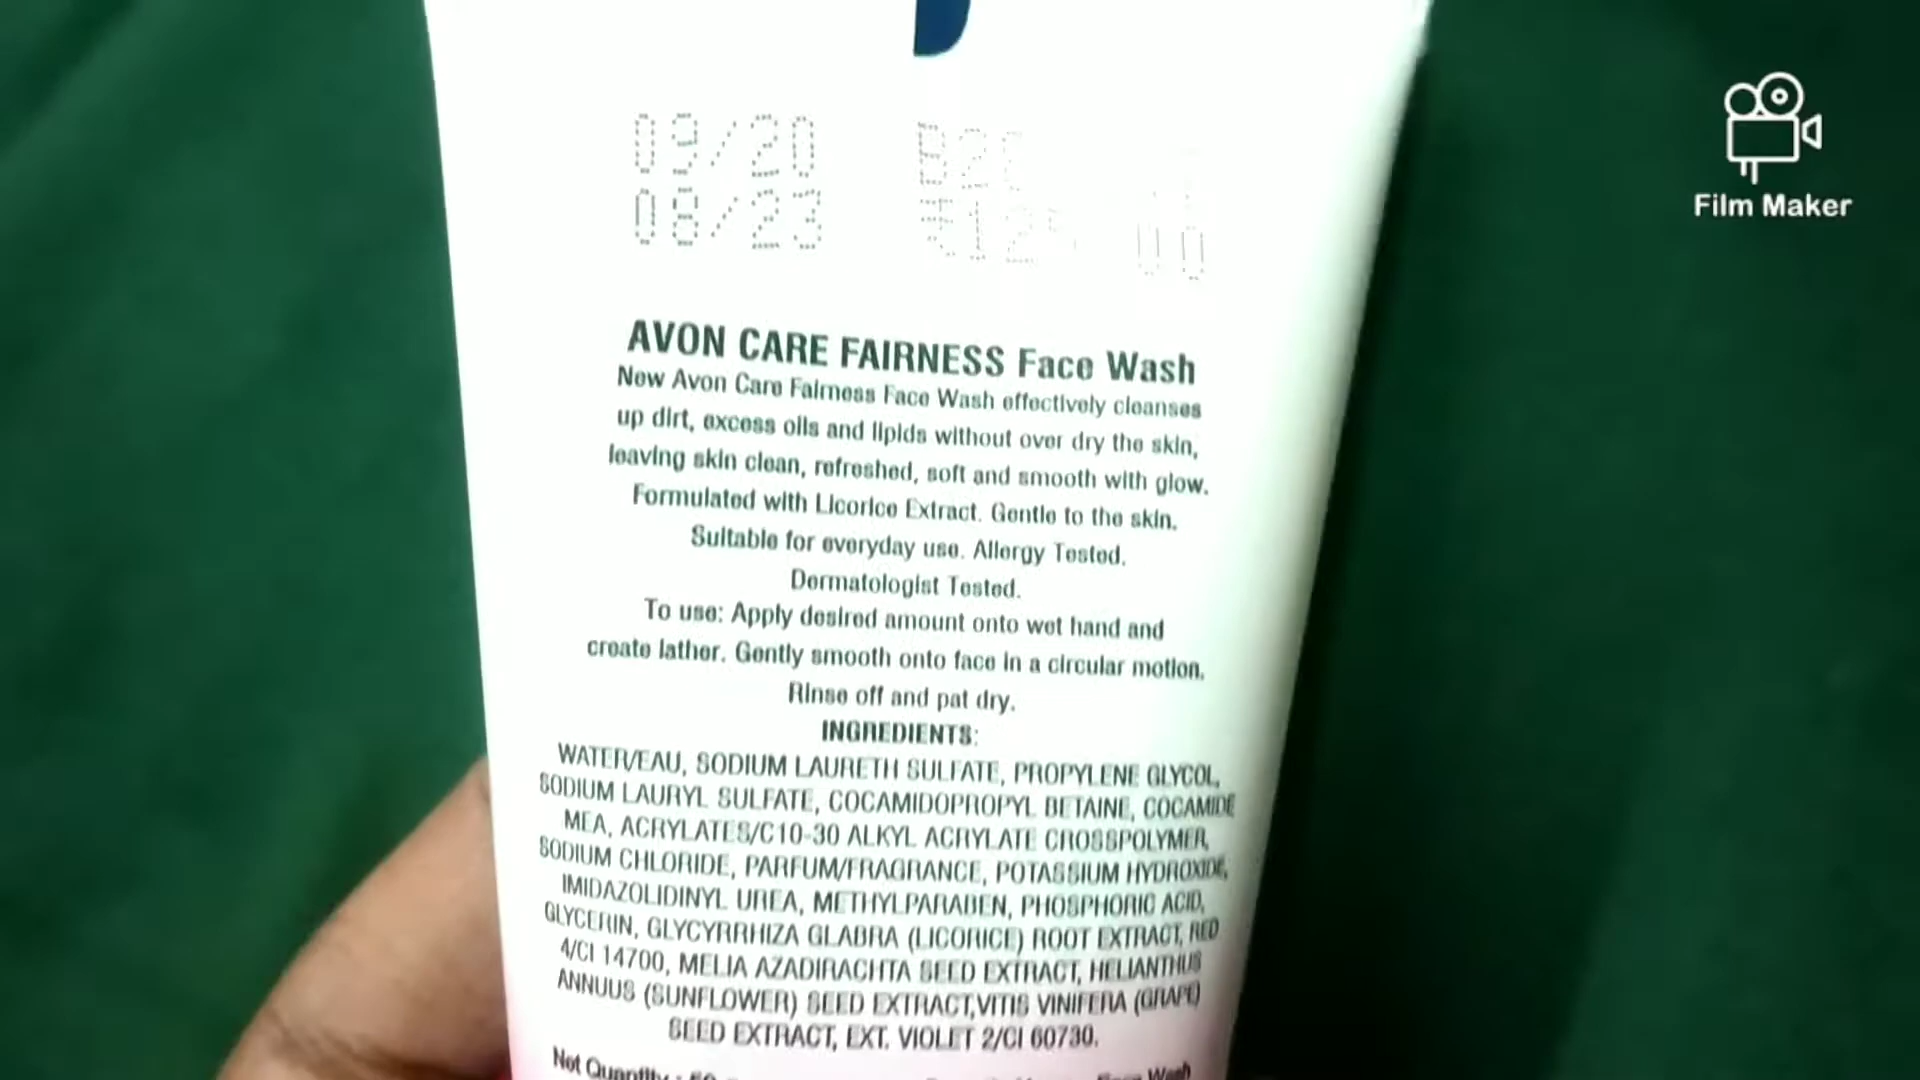 09/20
08/23
Film Maker
AVON CARE FAIRNESS Face Wash
New Avon Care Fairness Face Wash effectively cleanses
up dirt, excess oils and lipids without over dry the skin,
leaving skin clean, refreshed, soft and smooth with glow.
Formulated with Licorice Extract. Gentle to the skin.
Suitable for everyday use. Allergy Tested.
Dermatologist Tested.
To use: Apply desired amount onto wet hand and
create lather. Gently smooth onto face in a circular motion.
Rinse off and pat dry.
INGREDIENTS:
WATER/EAU, SODIUM LAURETH SULFATE, PROPYLENE GLYCOL,
SODIUM LAURYL SULFATE, COCAMIDOPROPYL BETAINE, COCAMIDE
MEA, ACRYLATES/C10-30 ALKYL ACRYLATE CROSSPOLYMER,
SODIUM CHLORIDE, PARFUM/FRAGRANCE, POTASSIUM HYDROXIDE,
IMIDAZOLIDINYL UREA, METHYLPARABEN, PHOSPHORIC ACID,
GLYCERIN, GLYCYRRHIZA GLABRA (LICORICE) ROOT EXTRACT, RED
4/CI 14700, MELIA AZADIRACHTA SEED EXTRACT, HELIANTHUS
ANNUUS (SUNFLOWER) SEED EXTRACT,VITIS VINIFERA (GRAPE)
SEED EXTRACT, EXT. VIOLET 2/CI 60730.
Net Quantity :
Face Wash